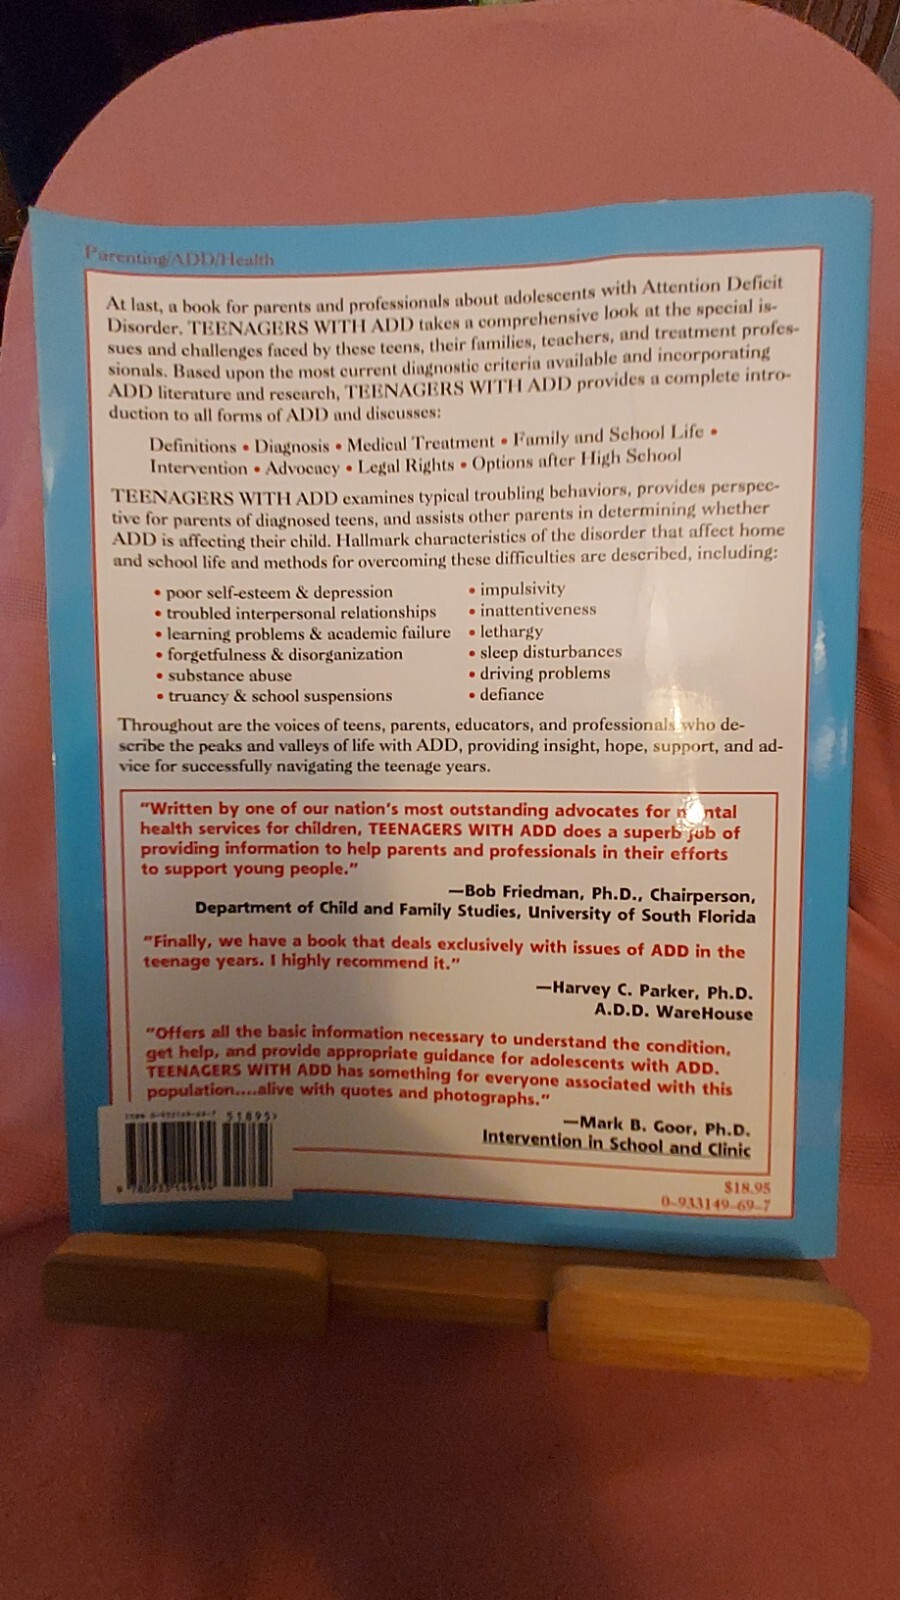 Parenting/ADD/Health
At last, a book for parents and professionals about adolescents with Attention Deficit
Disorder. TEENAGERS WITH ADD takes a comprehensive look at the special is-
sues and challenges faced by these teens, their families, teachers, and treatment profes-
sionals. Based upon the most current diagnostic criteria available and incorporating
ADD literature and research, TEENAGERS WITH ADD provides a complete intro-
duction to all forms of ADD and discusses:
Definitions • Diagnosis • Medical Treatment • Family and School Life •
Intervention • Advocacy • Legal Rights • Options after High School
TEENAGERS WITH ADD examines typical troubling behaviors, provides perspec-
tive for parents of diagnosed teens, and assists other parents in determining whether
ADD is affecting their child. Hallmark characteristics of the disorder that affect home
and school life and methods for overcoming these difficulties are described, including:
• poor self-esteem & depression
• troubled interpersonal relationships
• learning problems & academic failure
• forgetfulness & disorganization
• substance abuse
• truancy & school suspensions
• impulsivity
• inattentiveness
• lethargy
• sleep disturbances
• driving problems
• defiance
Throughout are the voices of teens, parents, educators, and professionals who de-
scribe the peaks and valleys of life with ADD, providing insight, hope, support, and ad-
vice for successfully navigating the teenage years.
"Written by one of our nation's most outstanding advocates for mental
health services for children, TEENAGERS WITH ADD does a superb job of
providing information to help parents and professionals in their efforts
to support young people."
—Bob Friedman, Ph.D., Chairperson,
Department of Child and Family Studies, University of South Florida
"Finally, we have a book that deals exclusively with issues of ADD in the
teenage years. I highly recommend it."
—Harvey C. Parker, Ph.D.
A.D.D. WareHouse
"Offers all the basic information necessary to understand the condition,
get help, and provide appropriate guidance for adolescents with ADD.
TEENAGERS WITH ADD has something for everyone associated with this
population....alive with quotes and photographs."
—Mark B. Goor, Ph.D.
Intervention in School and Clinic
ISBN 0-933149-69-7
51895>
9 780933 149694
$18.95
0-933149-69-7